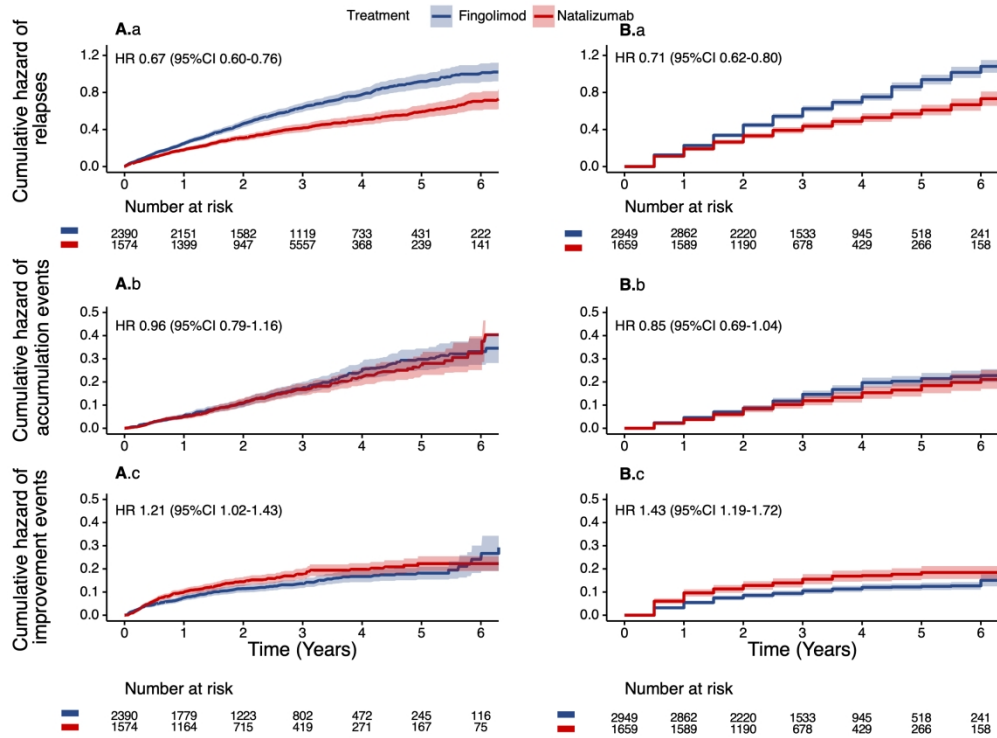 Treatment Fingolimod Natalizumab
Cumulative hazard of
relapses
A.a
HR 0.67 (95%CI 0.60-0.76)
1.2
0.8
0.4
0.0
0 1 2 3 4 5 6
Number at risk
2390 2151 1582 1119 733 431 222
1574 1399 947 5557 368 239 141
B.a
HR 0.71 (95%CI 0.62-0.80)
1.2
0.8
0.4
0.0
0 1 2 3 4 5 6
Number at risk
2949 2862 2220 1533 945 518 241
1659 1589 1190 678 429 266 158
Cumulative hazard of
accumulation events
A.b
HR 0.96 (95%CI 0.79-1.16)
0.5
0.4
0.3
0.2
0.1
0.0
0 1 2 3 4 5 6
B.b
HR 0.85 (95%CI 0.69-1.04)
0.5
0.4
0.3
0.2
0.1
0.0
0 1 2 3 4 5 6
Cumulative hazard of
improvement events
A.c
HR 1.21 (95%CI 1.02-1.43)
0.5
0.4
0.3
0.2
0.1
0.0
0 1 2 3 4 5 6
Time (Years)
Number at risk
2390 1779 1223 802 472 245 116
1574 1164 715 419 271 167 75
B.c
HR 1.43 (95%CI 1.19-1.72)
0.5
0.4
0.3
0.2
0.1
0.0
0 1 2 3 4 5 6
Time (Years)
Number at risk
2949 2862 2220 1533 945 518 241
1659 1589 1190 678 429 266 158